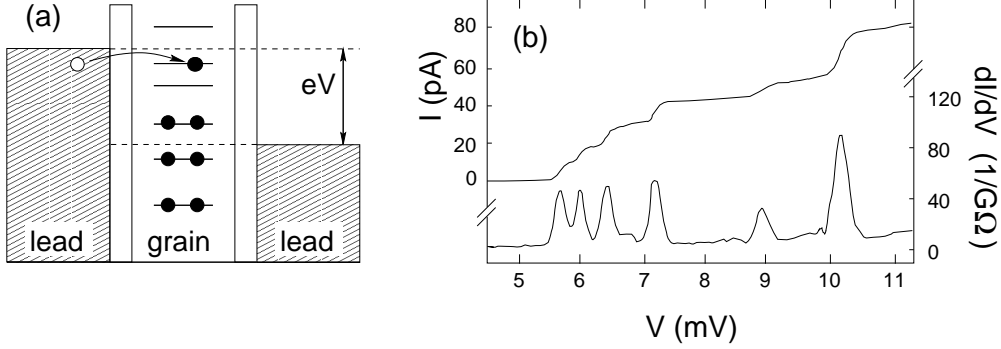 (a)
eV
lead
grain
lead
(b)
I (pA)
80
60
40
20
0
dI/dV (1/GΩ)
120
80
40
0
5 6 7 8 9 10 11
V (mV)